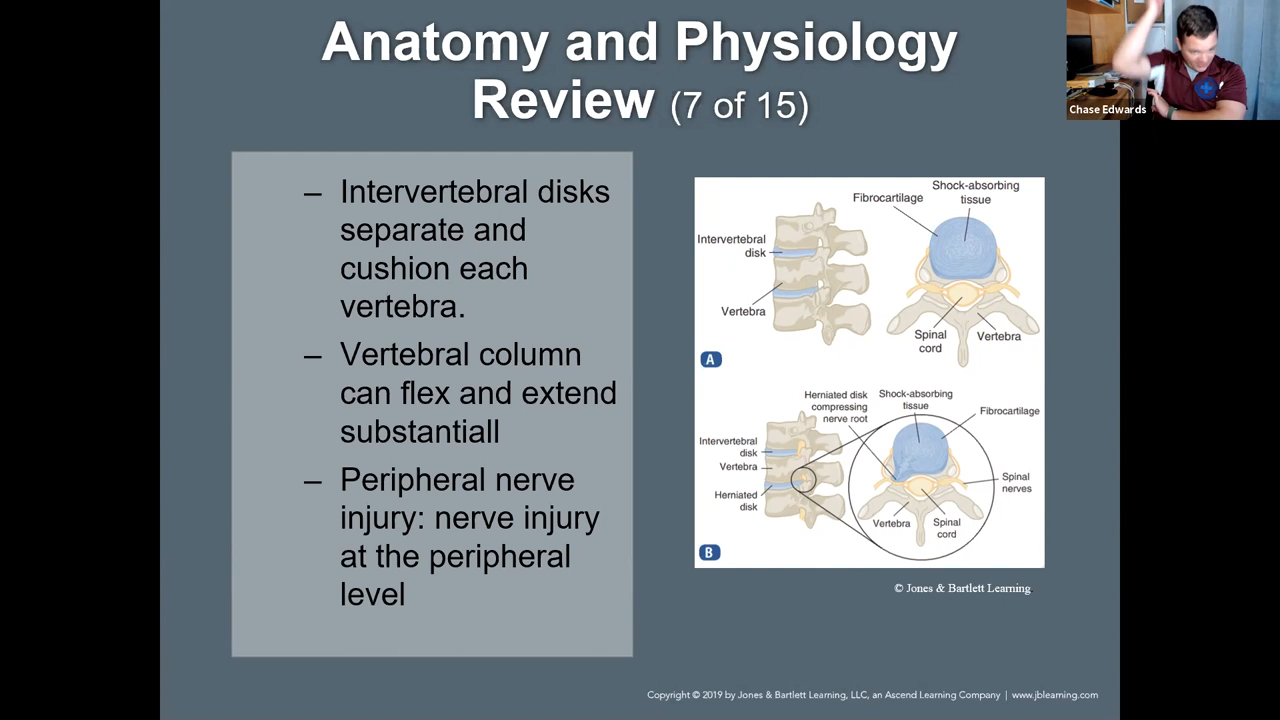 Anatomy and Physiology
Review (7 of 15)
Chase Edwards
– Intervertebral disks
separate and
cushion each
vertebra.
– Vertebral column
can flex and extend
substantiall
– Peripheral nerve
injury: nerve injury
at the peripheral
level
Shock-absorbing
tissue
Fibrocartilage
Intervertebral
disk
Vertebra
Spinal
cord
Vertebra
A
Herniated disk
compressing
nerve root
Shock-absorbing
tissue
Fibrocartilage
Intervertebral
disk
Vertebra
Herniated
disk
Spinal
nerves
Vertebra
Spinal
cord
B
© Jones & Bartlett Learning.
Copyright © 2019 by Jones & Bartlett Learning, LLC, an Ascend Learning Company | www.jblearning.com